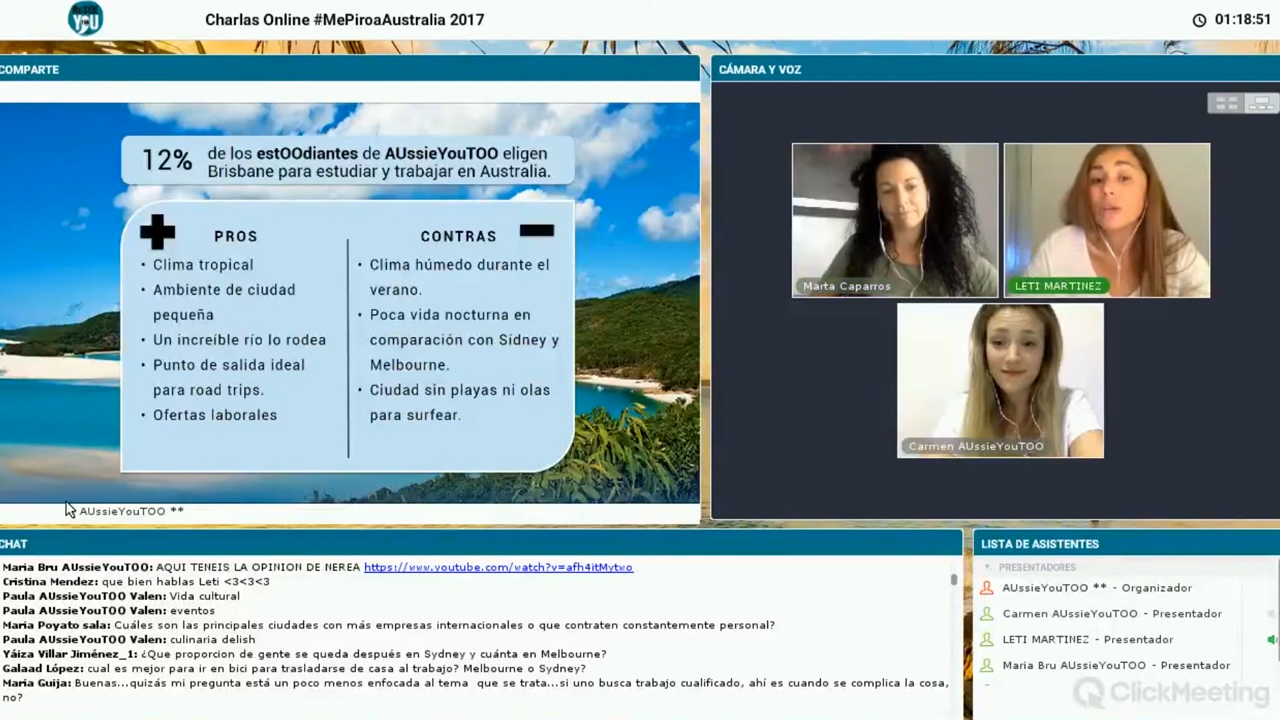 AUSSIE
YOU
Charlas Online #MePiroaAustralia 2017
01:18:51
COMPARTE
CÁMARA Y VOZ
12%
de los estOOdiantes de AUssieYouTOO eligen
Brisbane para estudiar y trabajar en Australia.
PROS
• Clima tropical
• Ambiente de ciudad
pequeña
• Un increíble río lo rodea
• Punto de salida ideal
para road trips.
• Ofertas laborales
CONTRAS
• Clima húmedo durante el
verano.
• Poca vida nocturna en
comparación con Sídney y
Melbourne.
• Ciudad sin playas ni olas
para surfear.
Marta Caparros
LETI MARTINEZ
Carmen AUssieYouTOO
AUssieYouTOO **
CHAT
Maria Bru AUssieYouTOO: AQUI TENEIS LA OPINION DE NEREA https://www.youtube.com/watch?v=afh4itMytwo
Cristina Mendez: que bien hablas Leti <3<3<3
Paula AUssieYouTOO Valen: Vida cultural
Paula AUssieYouTOO Valen: eventos
Maria Poyato sala: Cuáles son las principales ciudades con más empresas internacionales o que contraten constantemente personal?
Paula AUssieYouTOO Valen: culinaria delish
Yáiza Villar Jiménez_1: ¿Que proporcion de gente se queda después en Sydney y cuánta en Melbourne?
Galaad López: cual es mejor para ir en bici para trasladarse de casa al trabajo? Melbourne o Sydney?
Maria Guija: Buenas...quizás mi pregunta está un poco menos enfocada al tema que se trata...si uno busca trabajo cualificado, ahí es cuando se complica la cosa,
no?
LISTA DE ASISTENTES
PRESENTADORES
AUssieYouTOO ** - Organizador
Carmen AUssieYouTOO - Presentador
LETI MARTINEZ - Presentador
Maria Bru AUssieYouTOO - Presentador
ClickMeeting